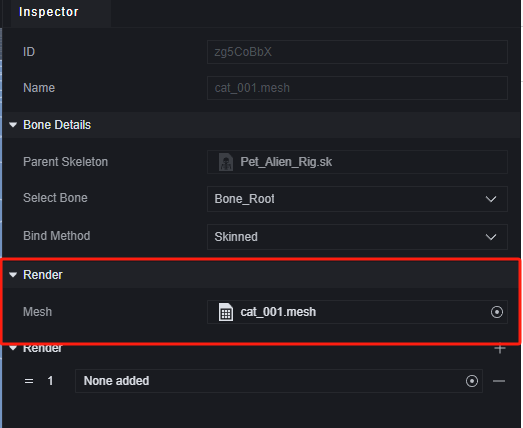 Inspector
ID zg5CoBbX
Name cat_001.mesh
Bone Details
Parent Skeleton Pet_Alien_Rig.sk
Select Bone Bone_Root
Bind Method Skinned
Render
Mesh cat_001.mesh
Render +
= 1 None added −